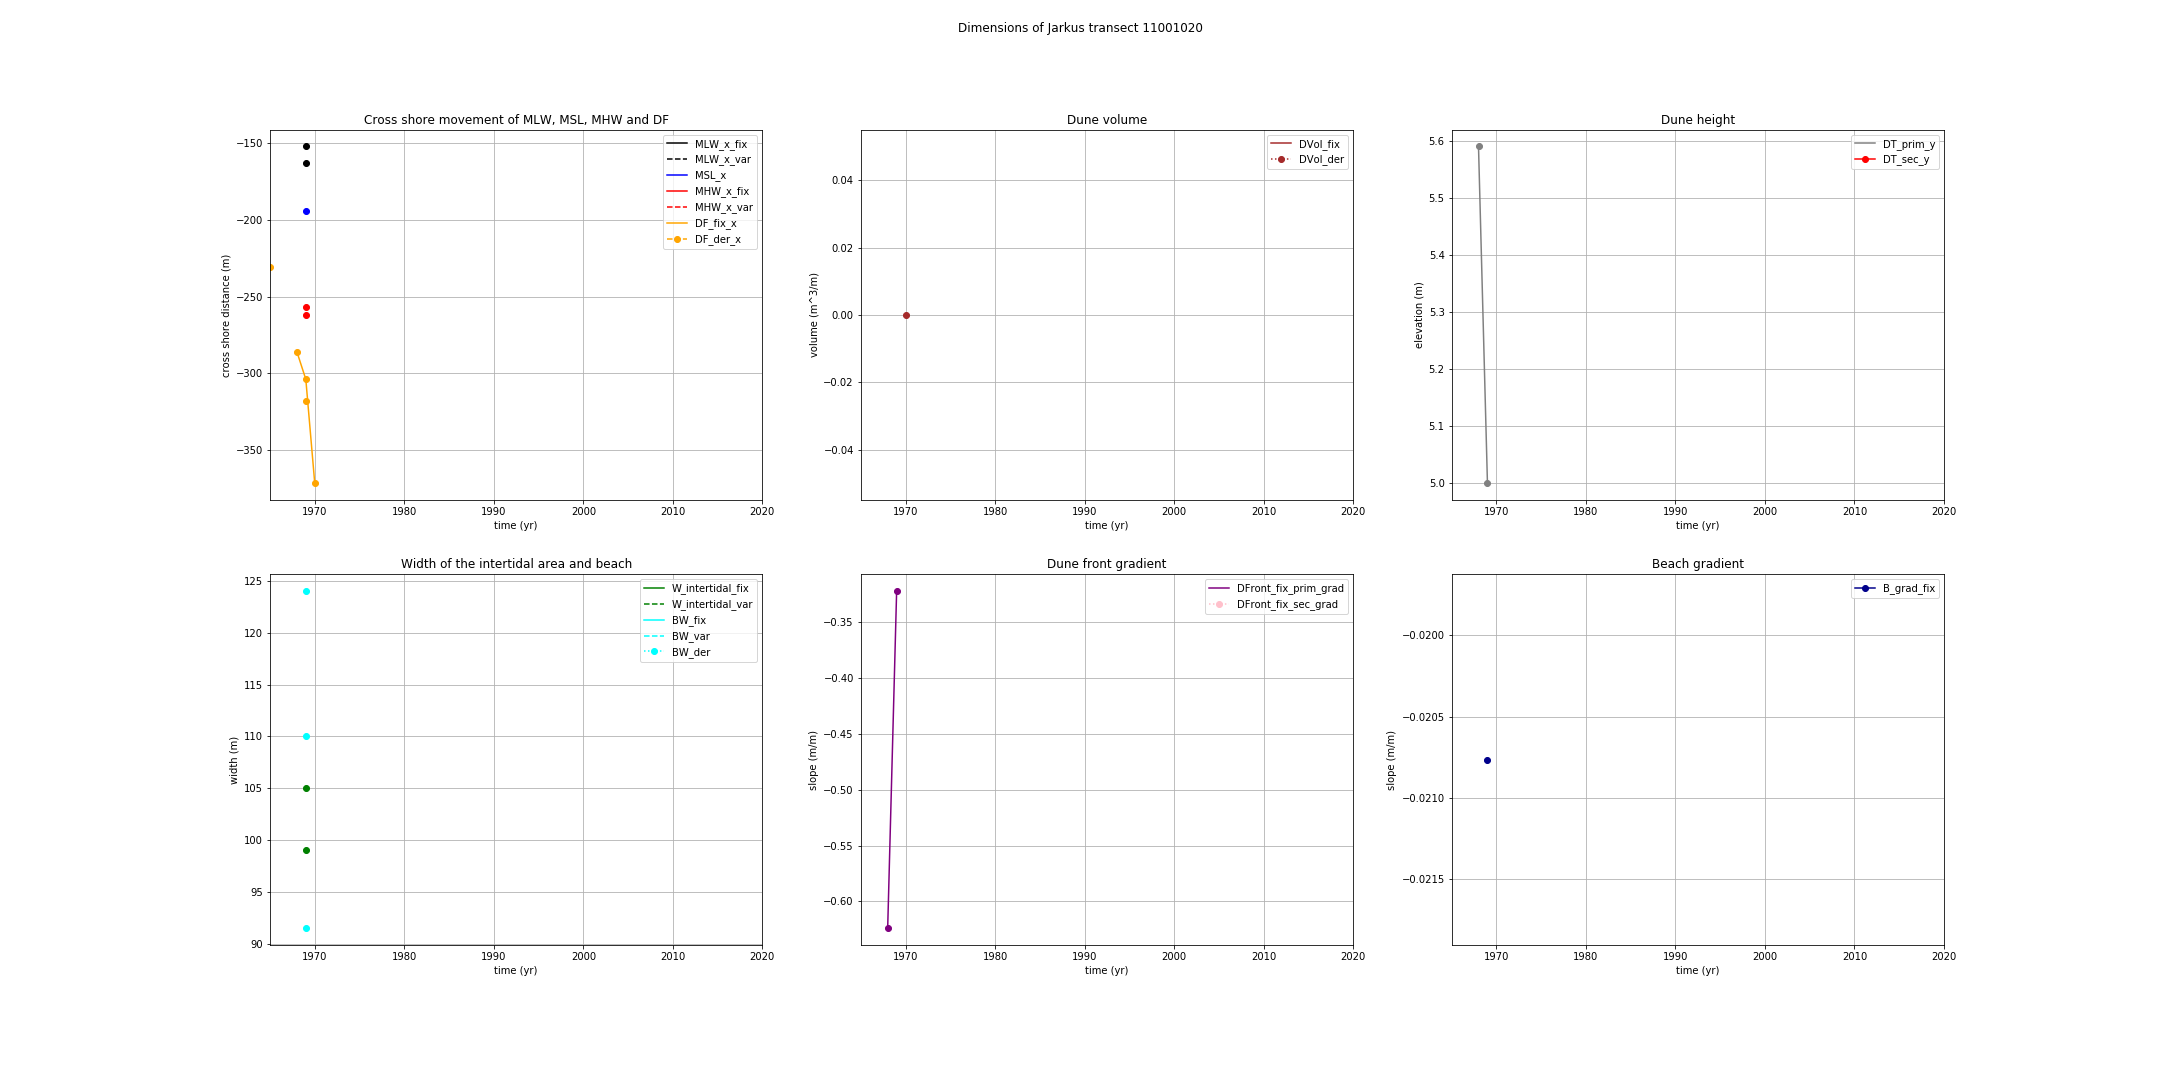 Dimensions of Jarkus transect 11001020
Cross shore movement of MLW, MSL, MHW and DF
cross shore distance (m)
−150
−200
−250
−300
−350
MLW_x_fix
MLW_x_var
MSL_x
MHW_x_fix
MHW_x_var
DF_fix_x
DF_der_x
1970 1980 1990 2000 2010 2020
time (yr)
Dune volume
volume (m^3/m)
0.04
0.02
0.00
−0.02
−0.04
DVol_fix
DVol_der
1970 1980 1990 2000 2010 2020
time (yr)
Dune height
elevation (m)
5.6
5.5
5.4
5.3
5.2
5.1
5.0
DT_prim_y
DT_sec_y
1970 1980 1990 2000 2010 2020
time (yr)
Width of the intertidal area and beach
width (m)
125
120
115
110
105
100
95
90
W_intertidal_fix
W_intertidal_var
BW_fix
BW_var
BW_der
1970 1980 1990 2000 2010 2020
time (yr)
Dune front gradient
slope (m/m)
−0.35
−0.40
−0.45
−0.50
−0.55
−0.60
DFront_fix_prim_grad
DFront_fix_sec_grad
1970 1980 1990 2000 2010 2020
time (yr)
Beach gradient
slope (m/m)
−0.0200
−0.0205
−0.0210
−0.0215
B_grad_fix
1970 1980 1990 2000 2010 2020
time (yr)